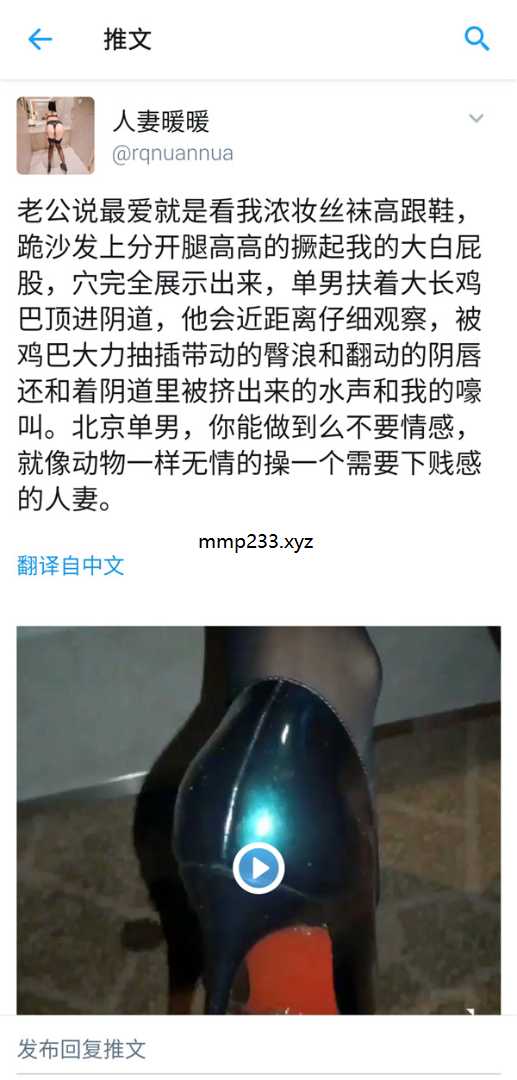 推文
人妻暖暖
@rqnuannua
老公说最爱就是看我浓妆丝袜高跟鞋，
跪沙发上分开腿高高的撅起我的大白屁
股，穴完全展示出来，单男扶着大长鸡
巴顶进阴道，他会近距离仔细观察，被
鸡巴大力抽插带动的臀浪和翻动的阴唇
还和着阴道里被挤出来的水声和我的嚎
叫。北京单男，你能做到么不要情感，
就像动物一样无情的操一个需要下贱感
的人妻。
mmp233.xyz
翻译自中文
发布回复推文